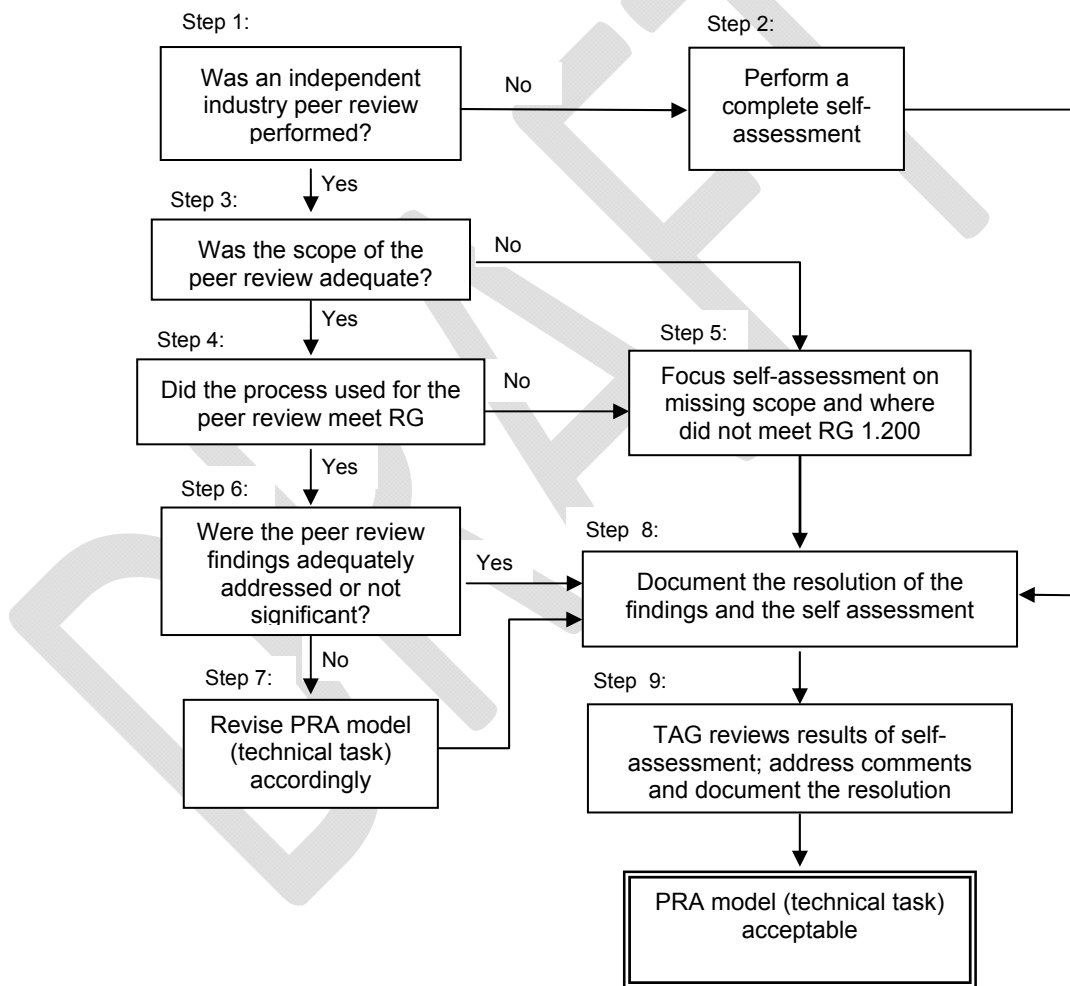 Step 1:
Was an independent
industry peer review
performed?
No
Step 2:
Perform a
complete self-
assessment
Yes
Step 3:
Was the scope of the
peer review adequate?
No
Yes
Step 4:
Did the process used for the
peer review meet RG
No
Step 5:
Focus self-assessment on
missing scope and where
did not meet RG 1.200
Yes
Step 6:
Were the peer review
findings adequately
addressed or not
significant?
Yes
Step 8:
Document the resolution of the
findings and the self assessment
No
Step 7:
Revise PRA model
(technical task)
accordingly
Step 9:
TAG reviews results of self-
assessment; address comments
and document the resolution
PRA model (technical task)
acceptable
DRAFT